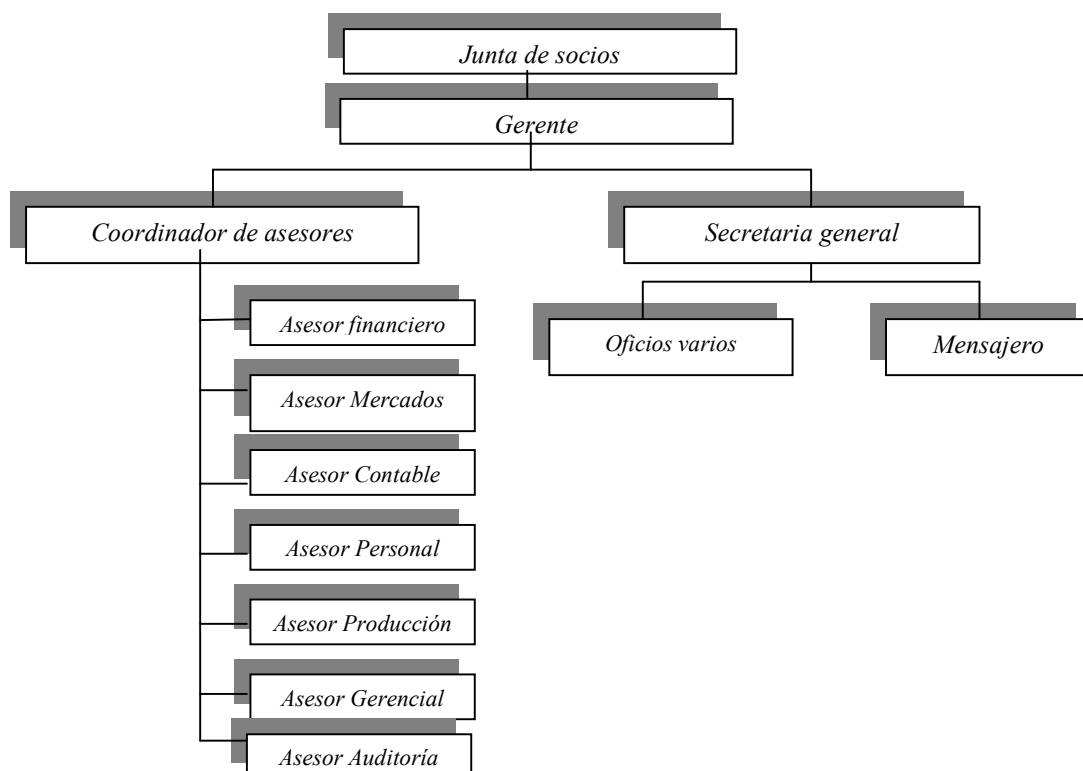 Junta de socios
Gerente
Coordinador de asesores
Secretaria general
Asesor financiero
Oficios varios
Mensajero
Asesor Mercados
Asesor Contable
Asesor Personal
Asesor Producción
Asesor Gerencial
Asesor Auditoría